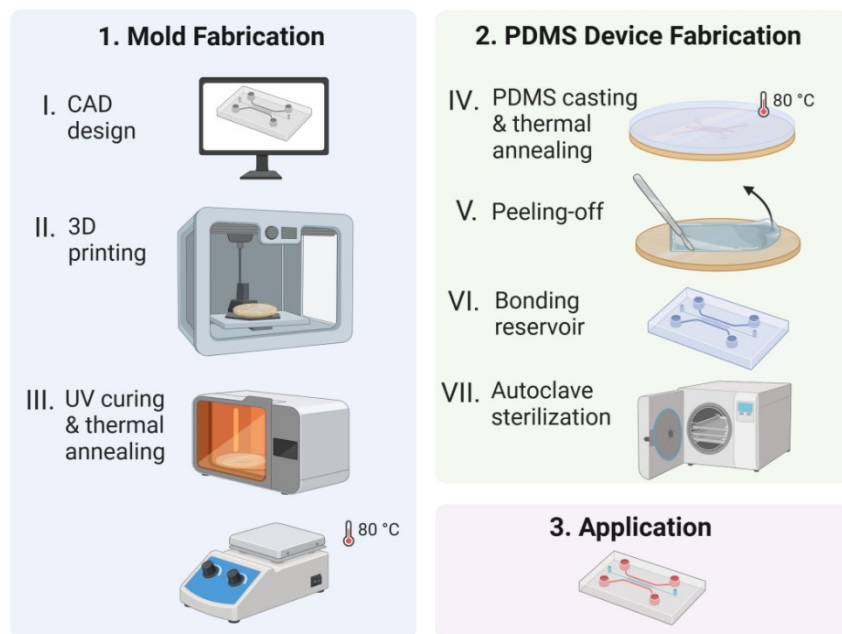 1. Mold Fabrication
I. CAD
design
II. 3D
printing
III. UV curing
& thermal
annealing
80 °C
2. PDMS Device Fabrication
IV. PDMS casting
& thermal
annealing
80 °C
V. Peeling-off
VI. Bonding
reservoir
VII. Autoclave
sterilization
3. Application